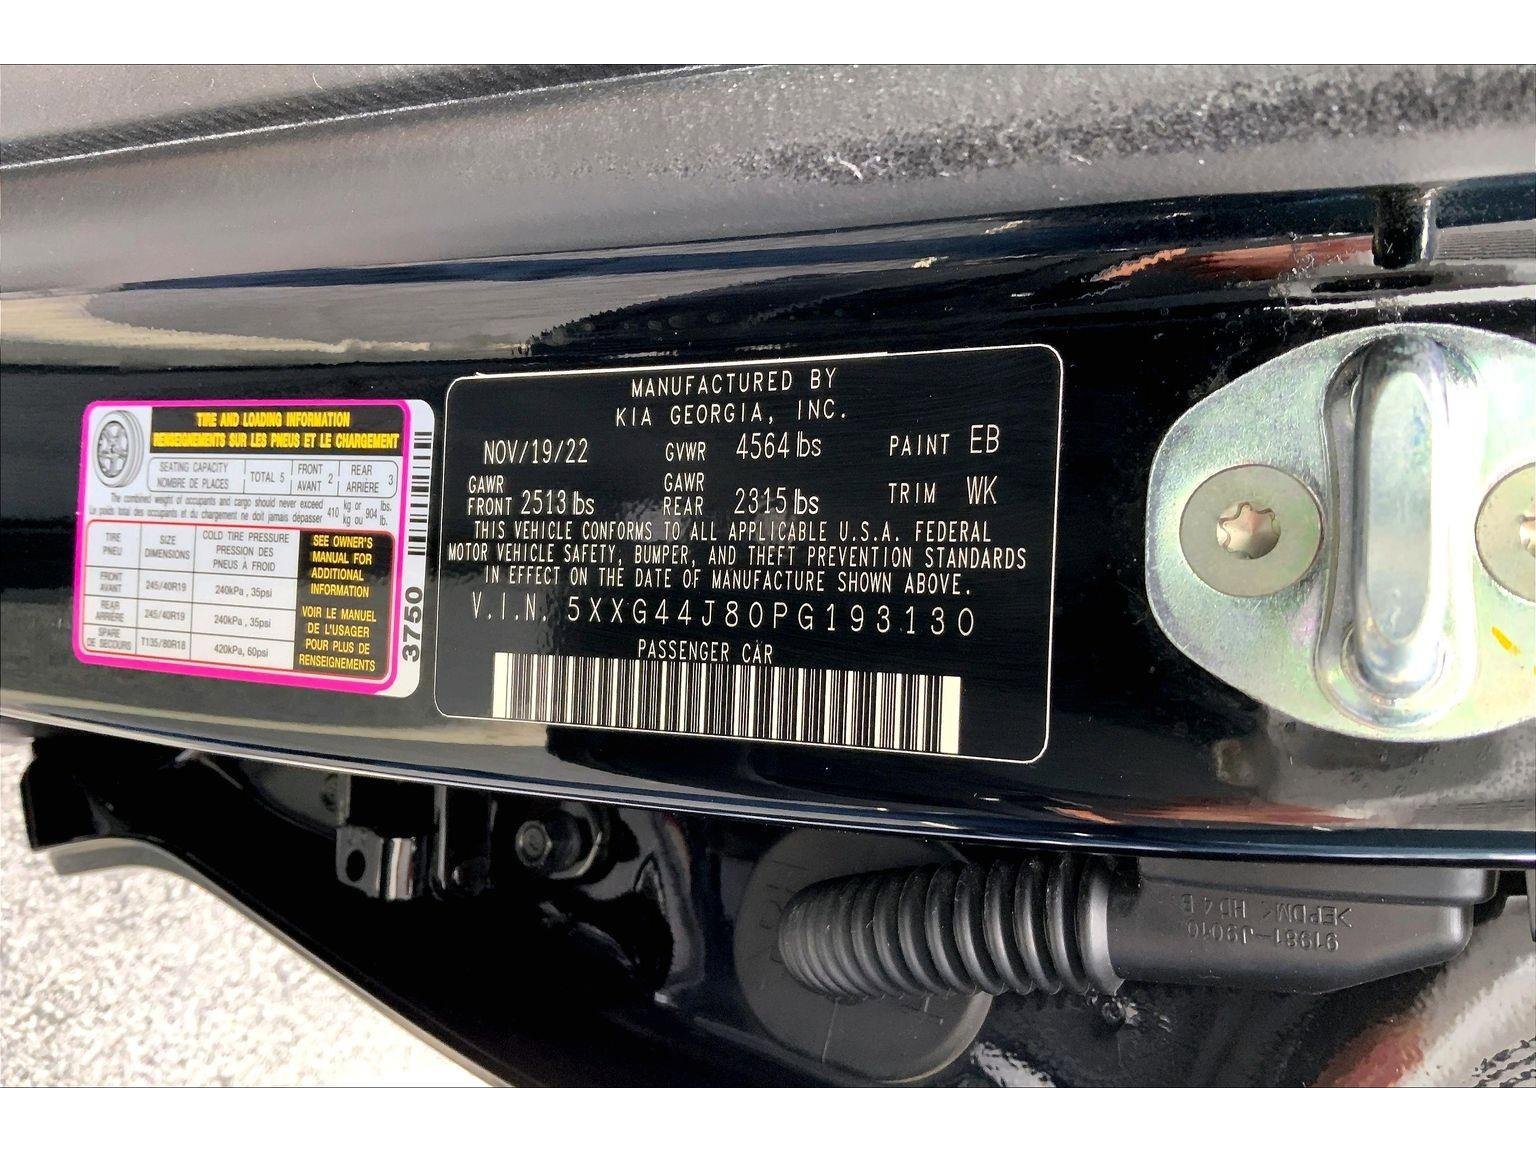 TIRE AND LOADING INFORMATION
RENSEIGNEMENTS SUR LES PNEUS ET LE CHARGEMENT
SEATING CAPACITY
NOMBRE DE PLACES
TOTAL 5
FRONT
AVANT 2
REAR
ARRIÈRE 3
The combined weight of occupants and cargo should never exceed 410 kg or 904 lbs.
Le poids total des occupants et du chargement ne doit jamais dépasser kg ou lb.
TIRE
PNEU
SIZE
DIMENSIONS
COLD TIRE PRESSURE
PRESSION DES
PNEUS À FROID
FRONT
AVANT
245/40R19
240kPa , 35psi
REAR
ARRIÈRE
245/40R19
240kPa , 35psi
SPARE
DE SECOURS
T135/80R18
420kPa, 60psi
SEE OWNER'S
MANUAL FOR
ADDITIONAL
INFORMATION
VOIR LE MANUEL
DE L'USAGER
POUR PLUS DE
RENSEIGNEMENTS
3750
MANUFACTURED BY
KIA GEORGIA, INC.
NOV/19/22 GVWR 4564 lbs PAINT EB
GAWR
FRONT 2513 lbs
GAWR
REAR 2315 lbs
TRIM WK
THIS VEHICLE CONFORMS TO ALL APPLICABLE U.S.A. FEDERAL
MOTOR VEHICLE SAFETY, BUMPER, AND THEFT PREVENTION STANDARDS
IN EFFECT ON THE DATE OF MANUFACTURE SHOWN ABOVE.
V.I.N. 5XXG44J80PG193130
PASSENGER CAR
91981-J9010
>EPDM< HD 4 B